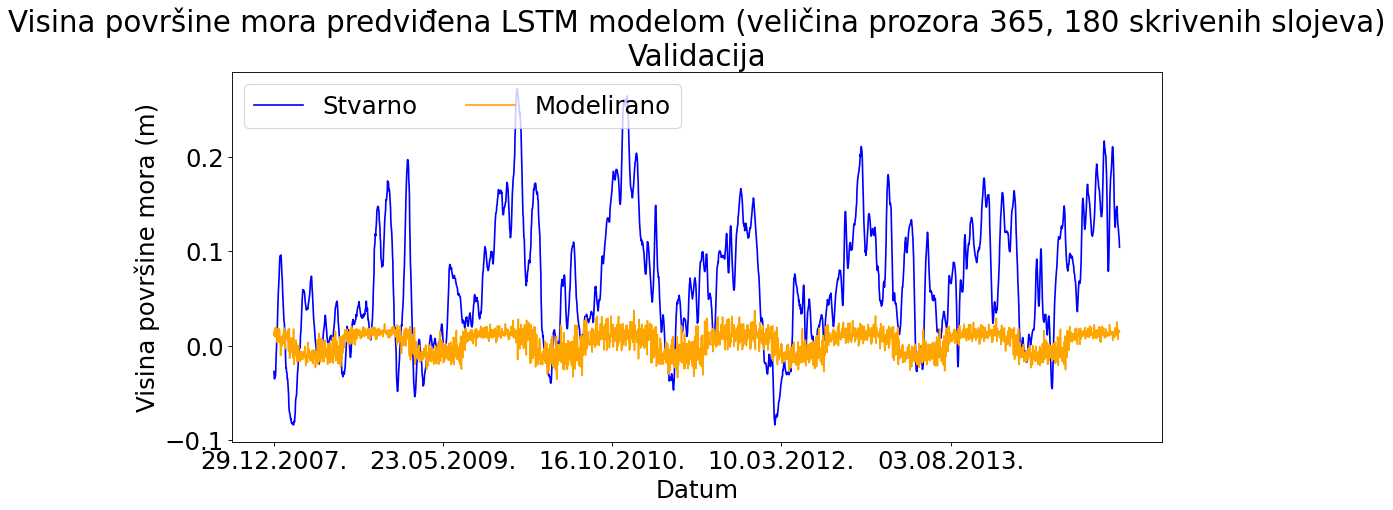 Visina površine mora predviđena LSTM modelom (veličina prozora 365, 180 skrivenih slojeva)
Validacija
Stvarno
Modelirano
Visina površine mora (m)
0.2
0.1
0.0
−0.1
29.12.2007.
23.05.2009.
16.10.2010.
10.03.2012.
03.08.2013.
Datum